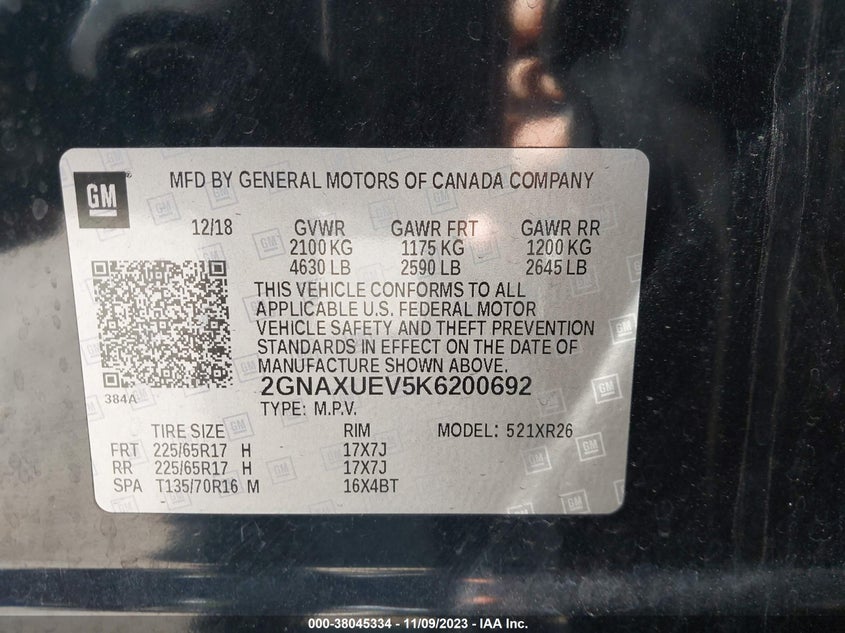 GM
MFD BY GENERAL MOTORS OF CANADA COMPANY
12/18 GVWR GAWR FRT GAWR RR
2100 KG 1175 KG 1200 KG
4630 LB 2590 LB 2645 LB
THIS VEHICLE CONFORMS TO ALL
APPLICABLE U.S. FEDERAL MOTOR
VEHICLE SAFETY AND THEFT PREVENTION
STANDARDS IN EFFECT ON THE DATE OF
MANUFACTURE SHOWN ABOVE.
384A
2GNAXUEV5K6200692
TYPE: M.P.V.
TIRE SIZE RIM MODEL: 521XR26
FRT 225/65R17 H 17X7J
RR 225/65R17 H 17X7J
SPA T135/70R16 M 16X4BT
000-38045334 - 11/09/2023 - IAA Inc.